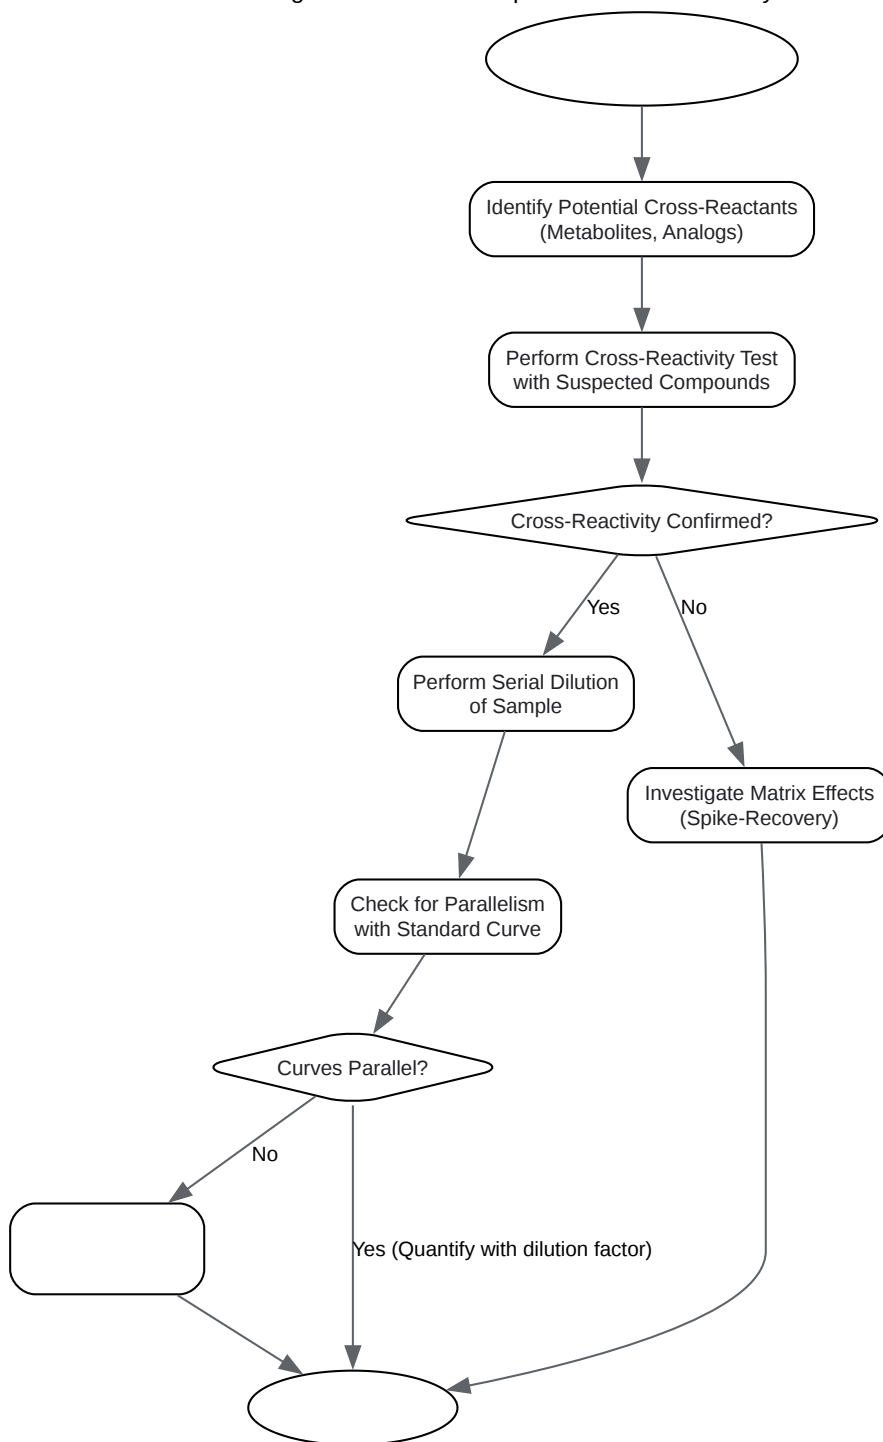 Identify Potential Cross-Reactants
(Metabolites, Analogs)
Perform Cross-Reactivity Test
with Suspected Compounds
Cross-Reactivity Confirmed?
Yes
No
Perform Serial Dilution
of Sample
Investigate Matrix Effects
(Spike-Recovery)
Check for Parallelism
with Standard Curve
Curves Parallel?
No
Yes (Quantify with dilution factor)